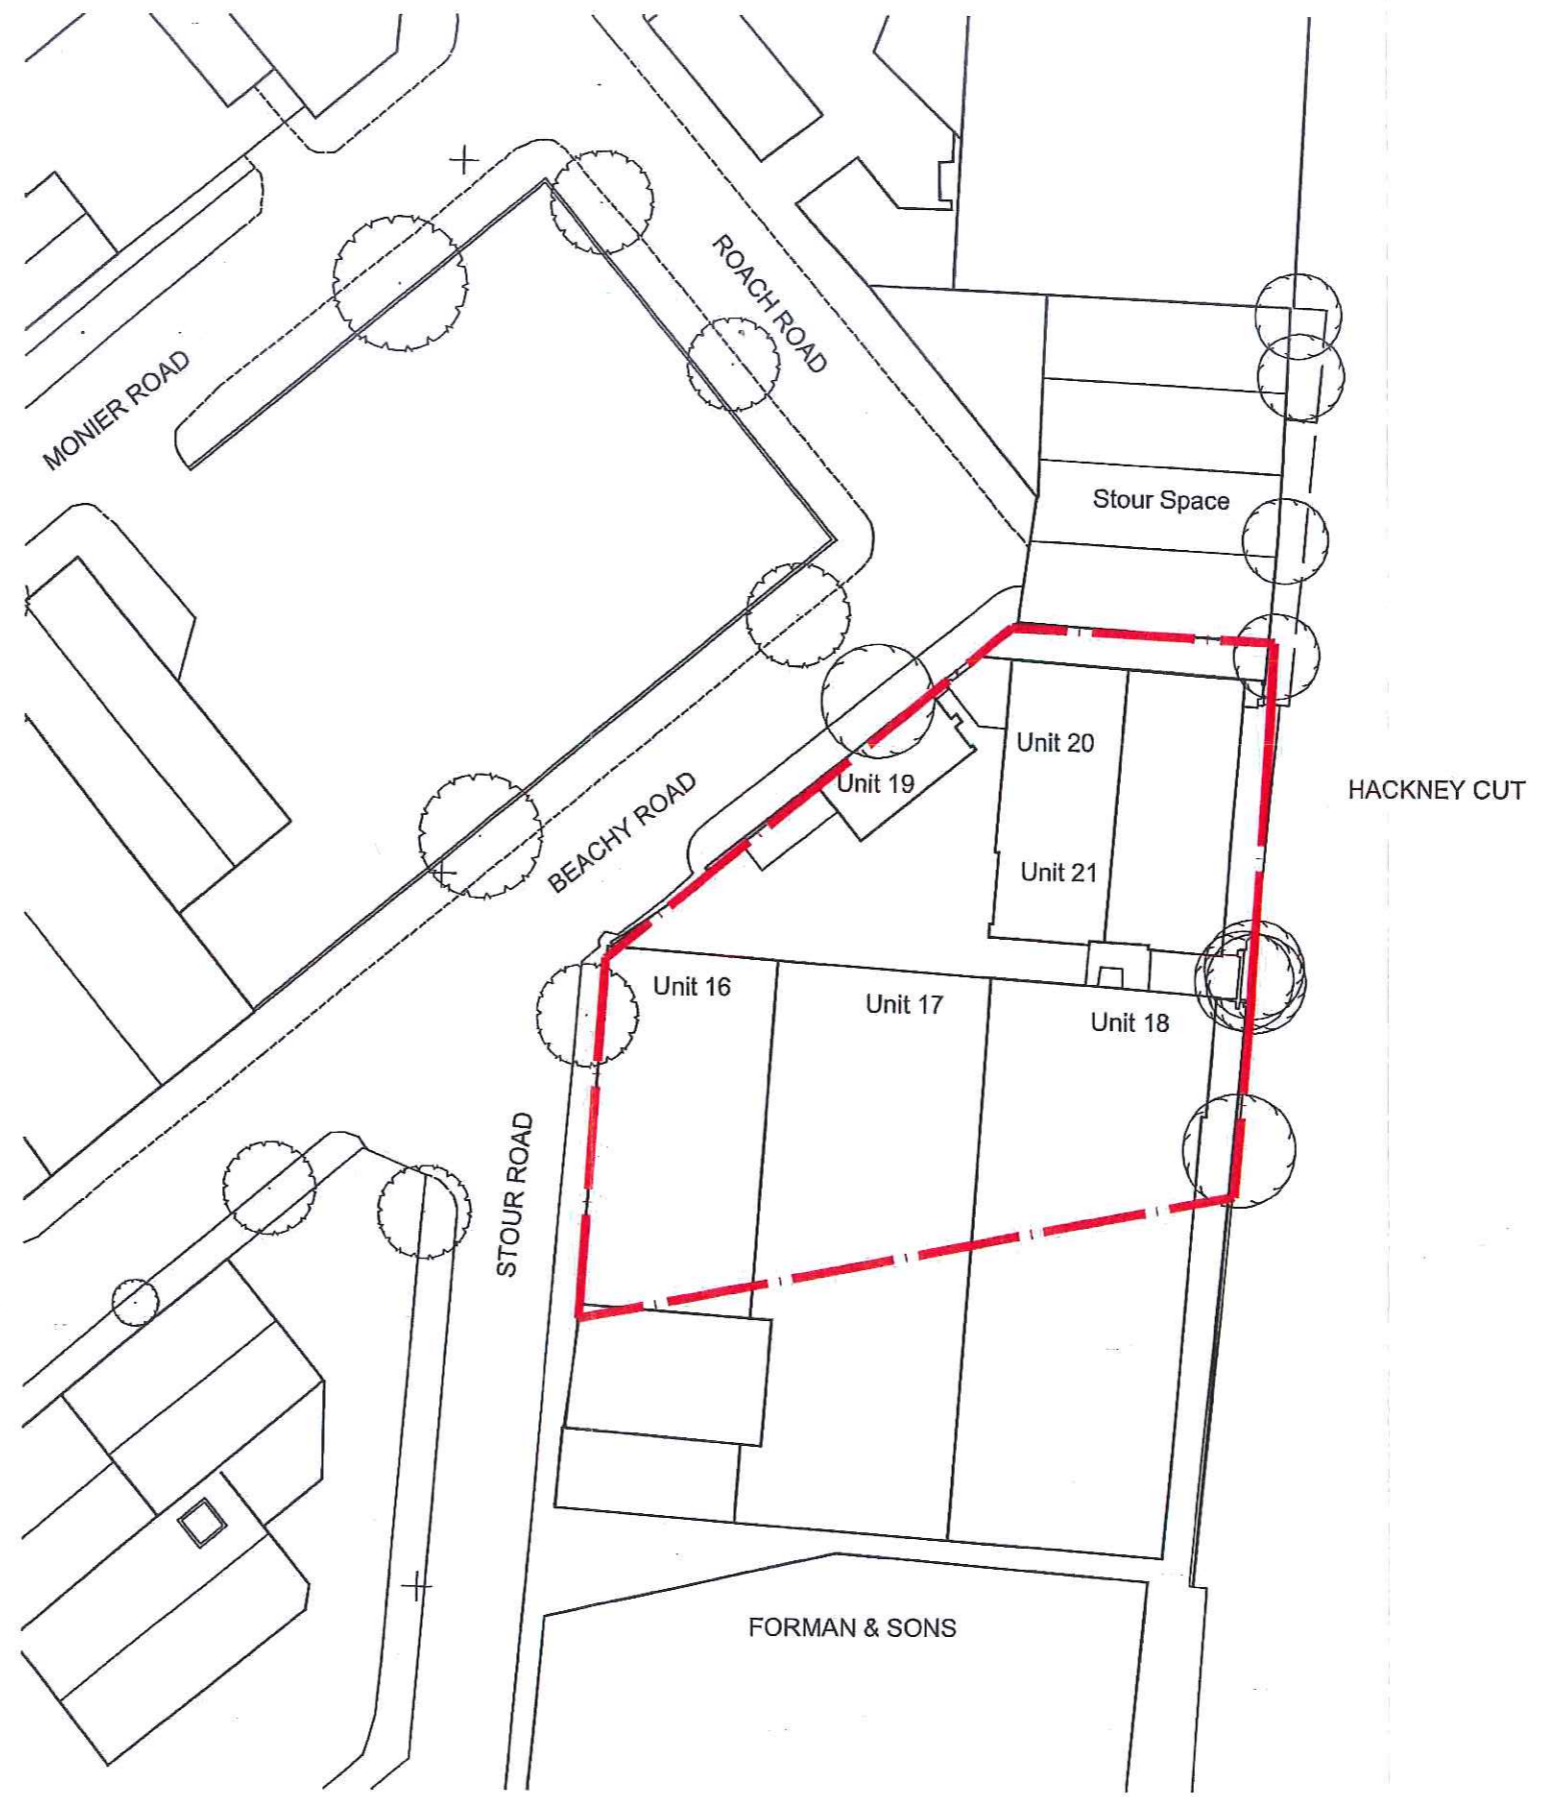 ROACH ROAD
MONIER ROAD
Stour Space
Unit 20
Unit 19
HACKNEY CUT
BEACHY ROAD
Unit 21
Unit 16
Unit 17
Unit 18
STOUR ROAD
FORMAN & SONS